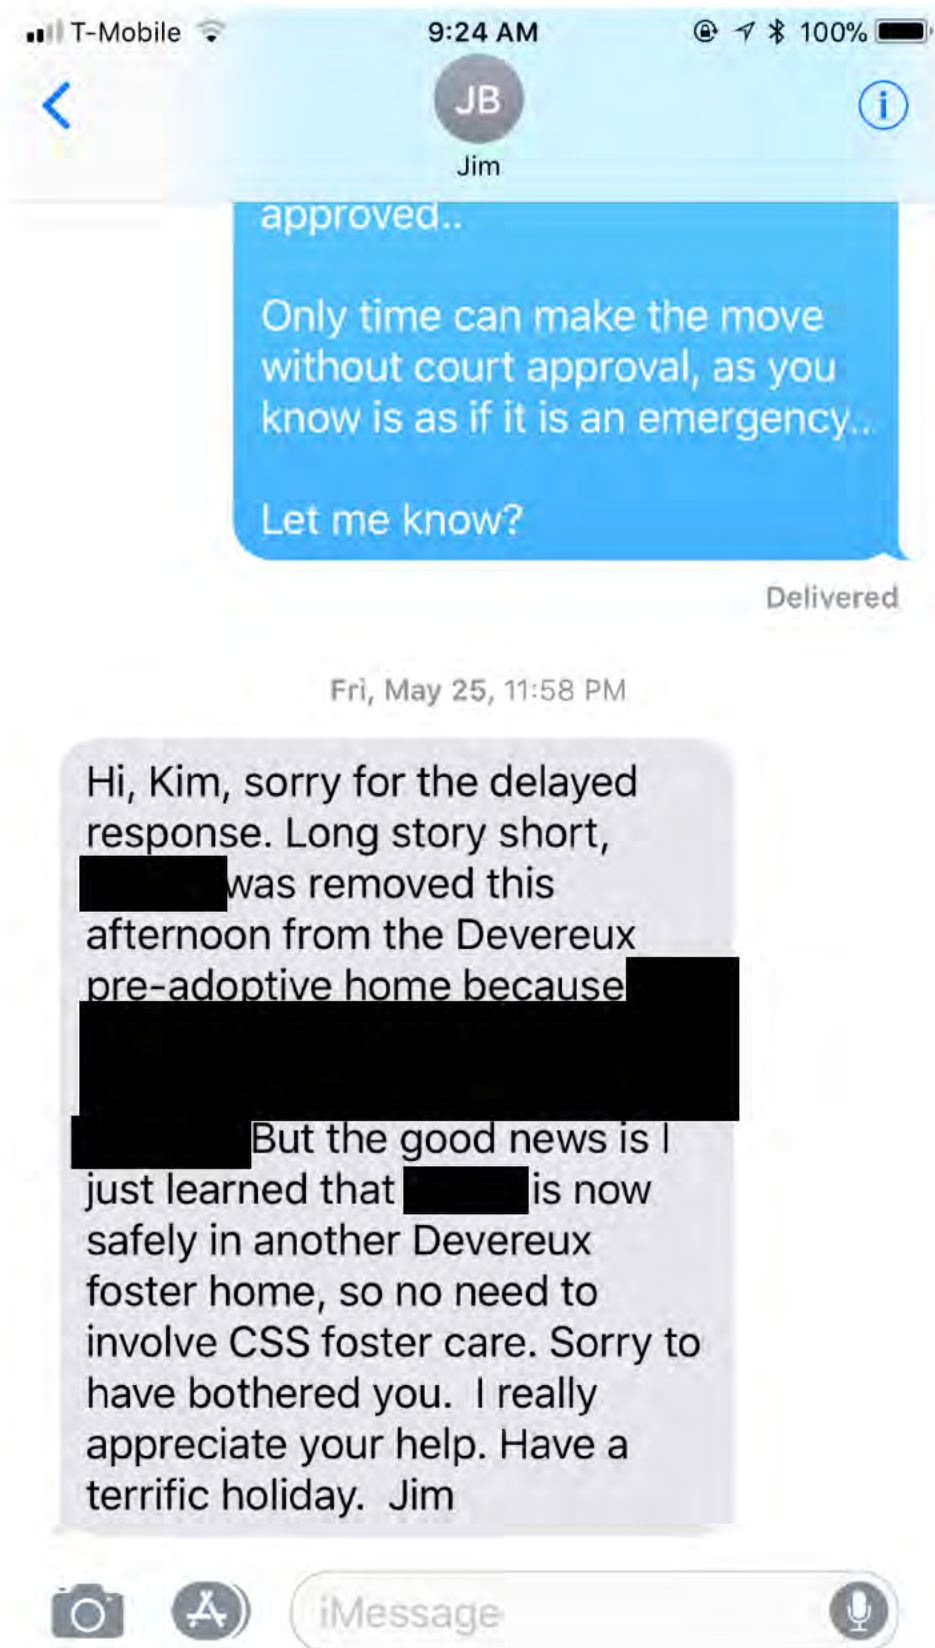 T-Mobile 9:24 AM 100%
JB
Jim
approved..
Only time can make the move
without court approval, as you
know is as if it is an emergency..
Let me know?
Delivered
Fri, May 25, 11:58 PM
Hi, Kim, sorry for the delayed
response. Long story short,
was removed this
afternoon from the Devereux
pre-adoptive home because
But the good news is I
just learned that is now
safely in another Devereux
foster home, so no need to
involve CSS foster care. Sorry to
have bothered you. I really
appreciate your help. Have a
terrific holiday. Jim
iMessage